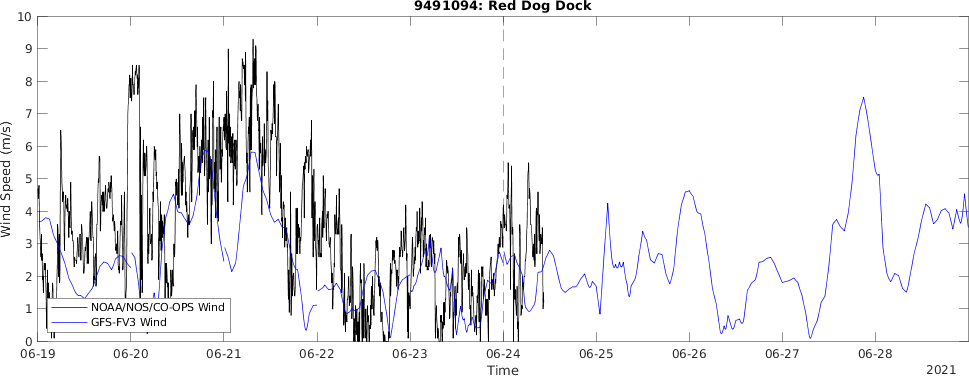 9491094: Red Dog Dock
Wind Speed (m/s)
10
9
8
7
6
5
4
3
2
1
0
NOAA/NOS/CO-OPS Wind
GFS-FV3 Wind
06-19 06-20 06-21 06-22 06-23 06-24 06-25 06-26 06-27 06-28
Time
2021